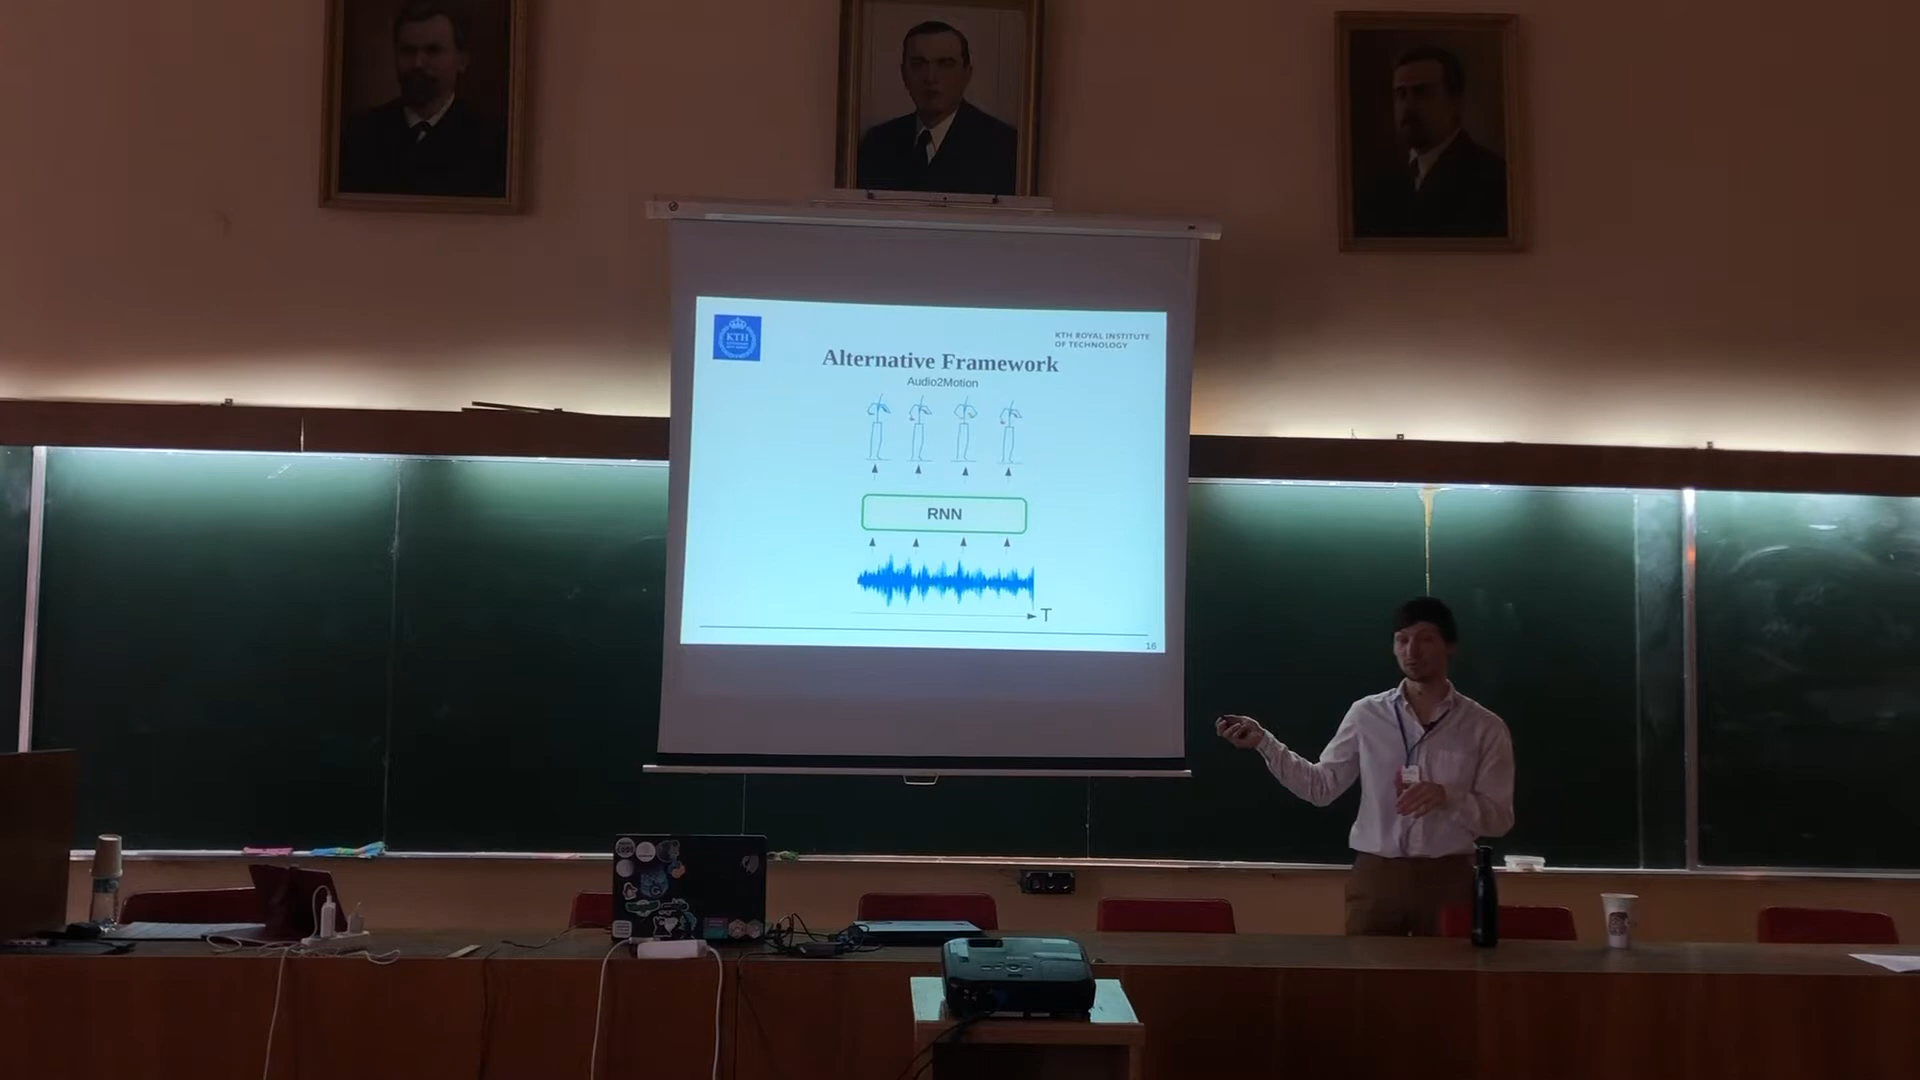 KTH
KTH ROYAL INSTITUTE
OF TECHNOLOGY
Alternative Framework
Audio2Motion
RNN
T
16